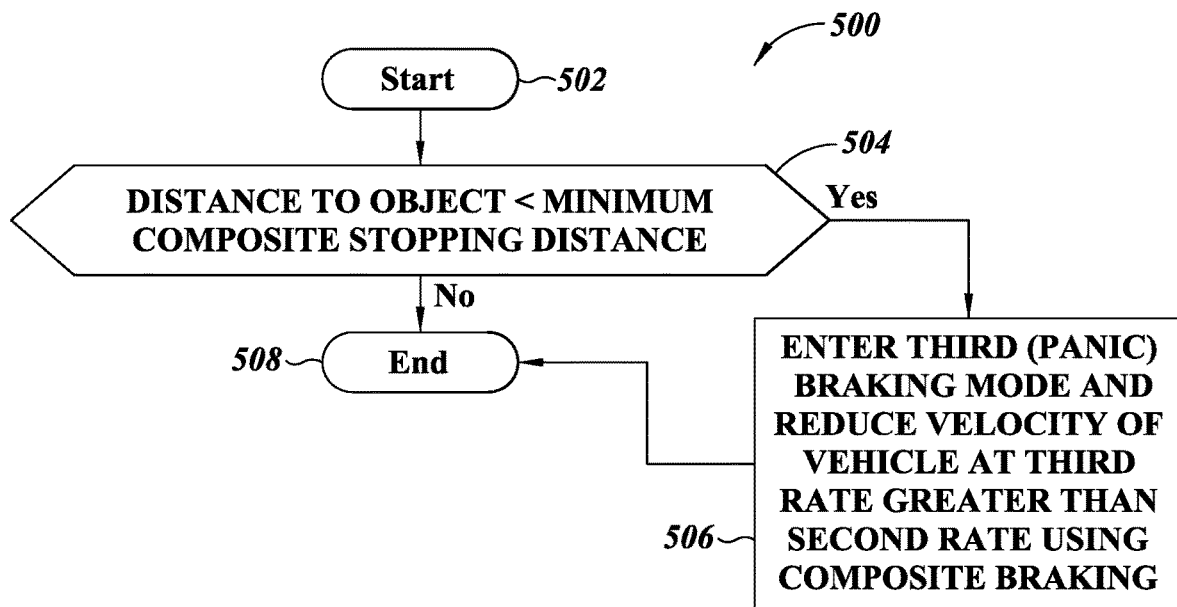 500
Start
502
504
DISTANCE TO OBJECT < MINIMUM
COMPOSITE STOPPING DISTANCE
Yes
No
508
End
ENTER THIRD (PANIC)
BRAKING MODE AND
REDUCE VELOCITY OF
VEHICLE AT THIRD
RATE GREATER THAN
SECOND RATE USING
COMPOSITE BRAKING
506